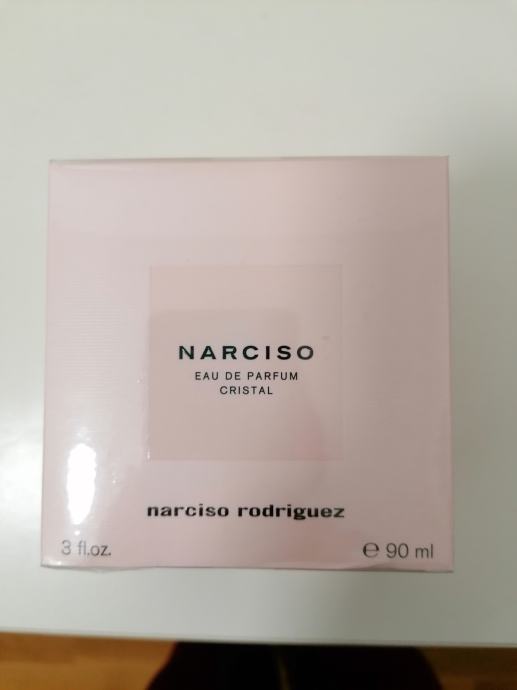 NARCISO
EAU DE PARFUM
CRISTAL
narciso rodriguez
3 fl.oz. ℮ 90 ml